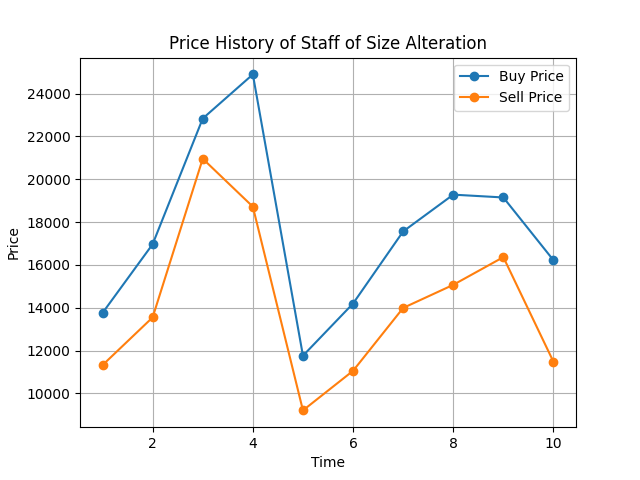 Price History of Staff of Size Alteration
Buy Price
Sell Price
24000
22000
20000
18000
16000
14000
12000
10000
Price
2 4 6 8 10
Time